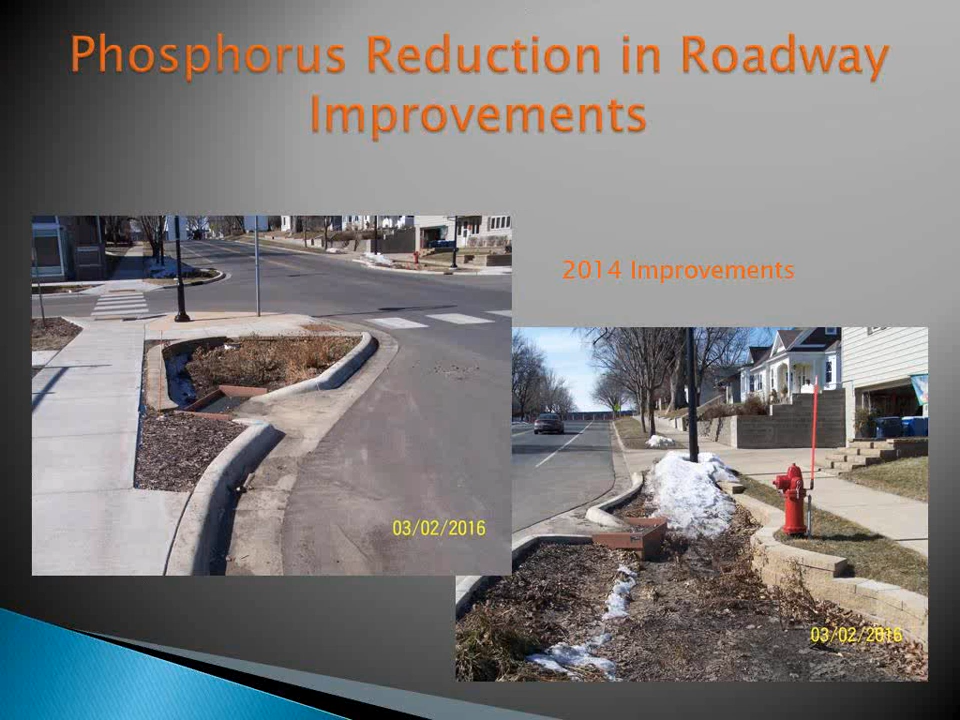 Phosphorus Reduction in Roadway
Improvements
2014 Improvements
03/02/2016
03/02/2016